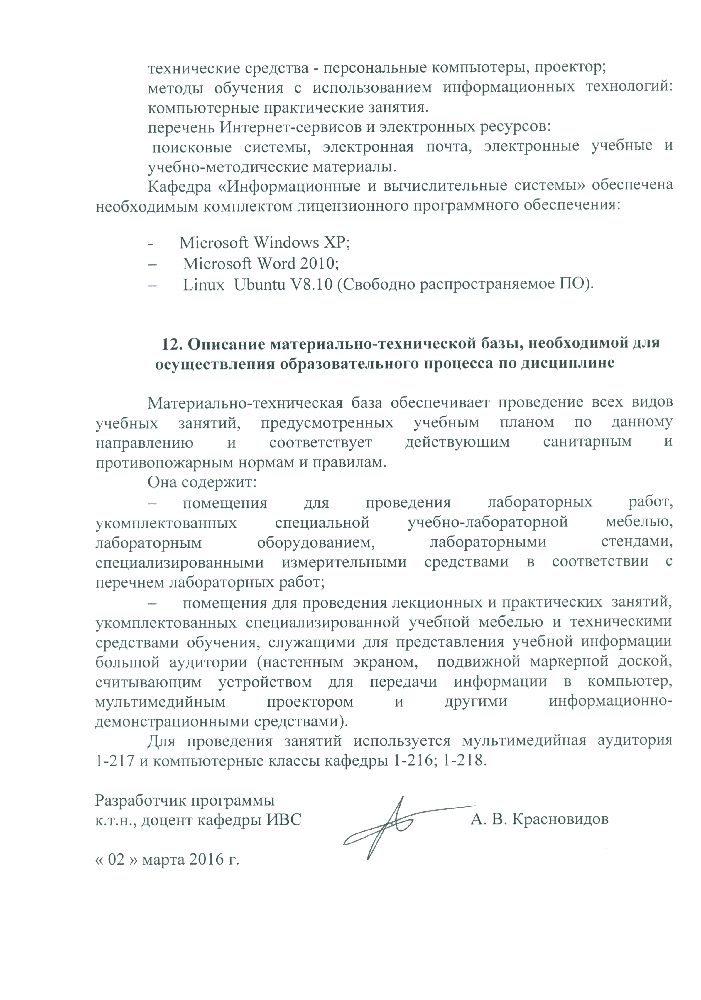 технические средства - персональные компьютеры, проектор;
методы обучения с использованием информационных технологий:
компьютерные практические занятия.
перечень Интернет-сервисов и электронных ресурсов:
поисковые системы, электронная почта, электронные учебные и
учебно-методические материалы.
Кафедра «Информационные и вычислительные системы» обеспечена
необходимым комплектом лицензионного программного обеспечения:
- Microsoft Windows XP;
– Microsoft Word 2010;
– Linux Ubuntu V8.10 (Свободно распространяемое ПО).
12. Описание материально-технической базы, необходимой для
осуществления образовательного процесса по дисциплине
Материально-техническая база обеспечивает проведение всех видов
учебных занятий, предусмотренных учебным планом по данному
направлению и соответствует действующим санитарным и
противопожарным нормам и правилам.
Она содержит:
– помещения для проведения лабораторных работ,
укомплектованных специальной учебно-лабораторной мебелью,
лабораторным оборудованием, лабораторными стендами,
специализированными измерительными средствами в соответствии с
перечнем лабораторных работ;
– помещения для проведения лекционных и практических занятий,
укомплектованных специализированной учебной мебелью и техническими
средствами обучения, служащими для представления учебной информации
большой аудитории (настенным экраном, подвижной маркерной доской,
считывающим устройством для передачи информации в компьютер,
мультимедийным проектором и другими информационно-
демонстрационными средствами).
Для проведения занятий используется мультимедийная аудитория
1-217 и компьютерные классы кафедры 1-216; 1-218.
Разработчик программы
к.т.н., доцент кафедры ИВС А. В. Красновидов
« 02 » марта 2016 г.